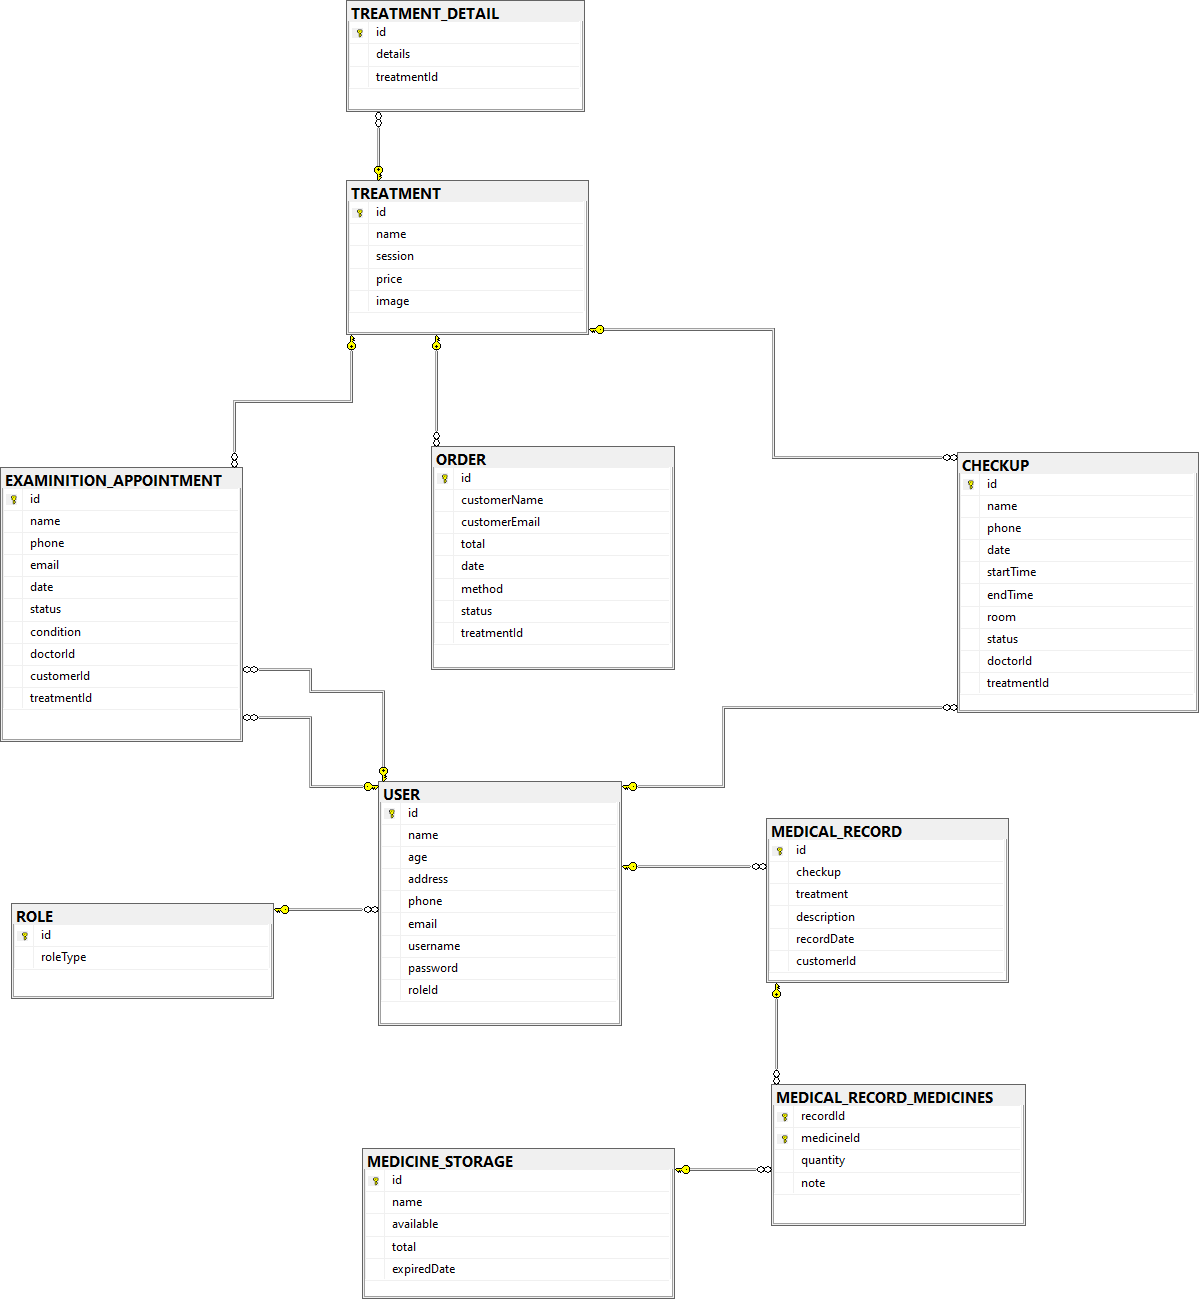 TREATMENT_DETAIL
id
details
treatmentId
TREATMENT
id
name
session
price
image
EXAMINITION_APPOINTMENT
id
name
phone
email
date
status
condition
doctorId
customerId
treatmentId
ORDER
id
customerName
customerEmail
total
date
method
status
treatmentId
CHECKUP
id
name
phone
date
startTime
endTime
room
status
doctorId
treatmentId
USER
id
name
age
address
phone
email
username
password
roleId
MEDICAL_RECORD
id
checkup
treatment
description
recordDate
customerId
ROLE
id
roleType
MEDICAL_RECORD_MEDICINES
recordId
medicineId
quantity
note
MEDICINE_STORAGE
id
name
available
total
expiredDate